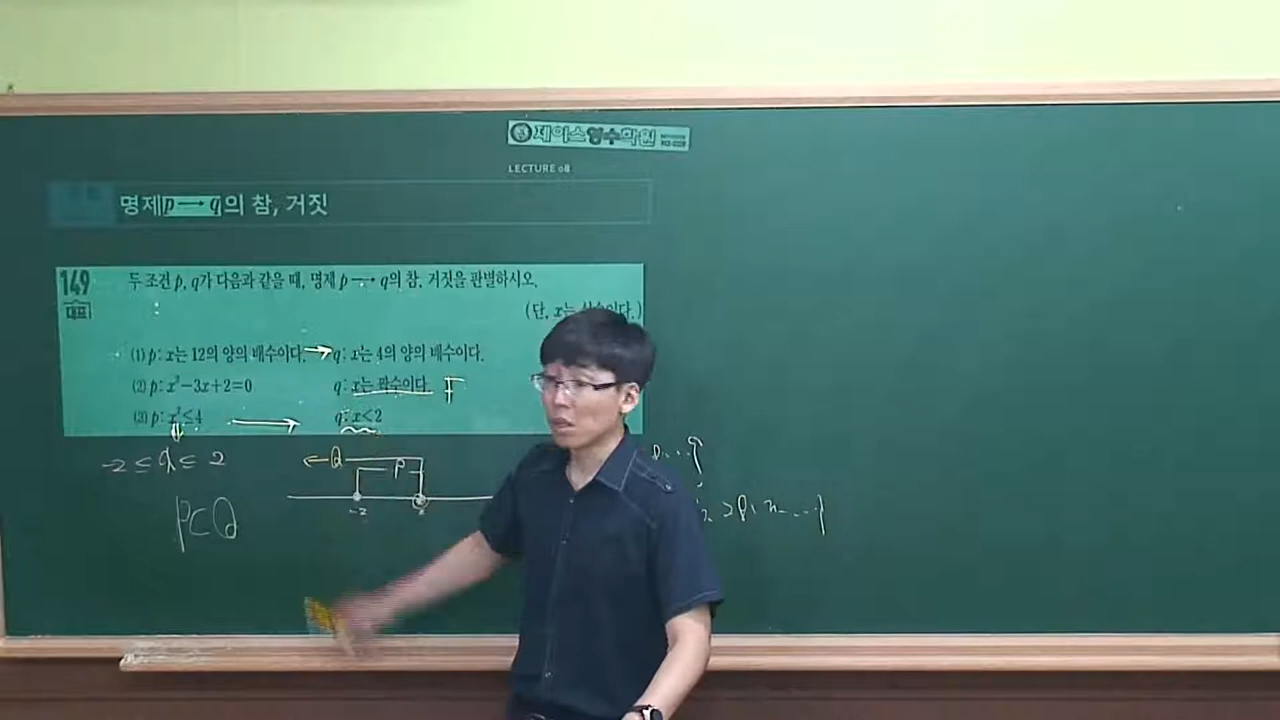 제이스영수학원
LECTURE 08
명제 p → q의 참, 거짓
149
대표
두 조건 p, q가 다음과 같을 때, 명제 p → q의 참, 거짓을 판별하시오.
(단, x는
(1) p: x는 12의 양의 배수이다. → q: x는 4의 양의 배수이다.
(2) p: x²-3x+2=0 q: x는 짝수이다. F
(3) p: x²≤4 → q: x<2
-2 ≤ x ≤ 2
Q
P
-2 2
P⊂Q